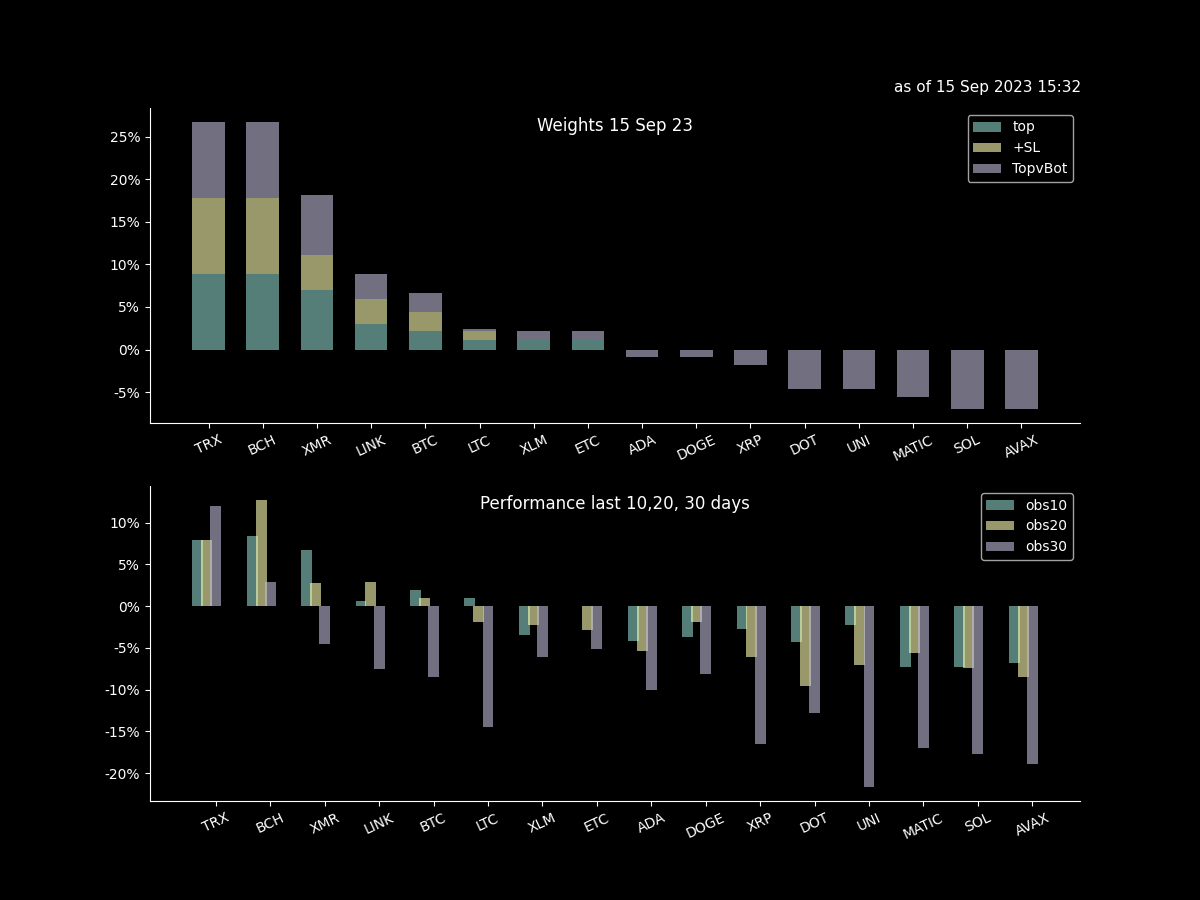 as of 15 Sep 2023 15:32
Weights 15 Sep 23
top
+SL
TopvBot
25%
20%
15%
10%
5%
0%
-5%
TRX BCH XMR LINK BTC LTC XLM ETC ADA DOGE XRP DOT UNI MATIC SOL AVAX
Performance last 10,20, 30 days
obs10
obs20
obs30
10%
5%
0%
-5%
-10%
-15%
-20%
TRX BCH XMR LINK BTC LTC XLM ETC ADA DOGE XRP DOT UNI MATIC SOL AVAX